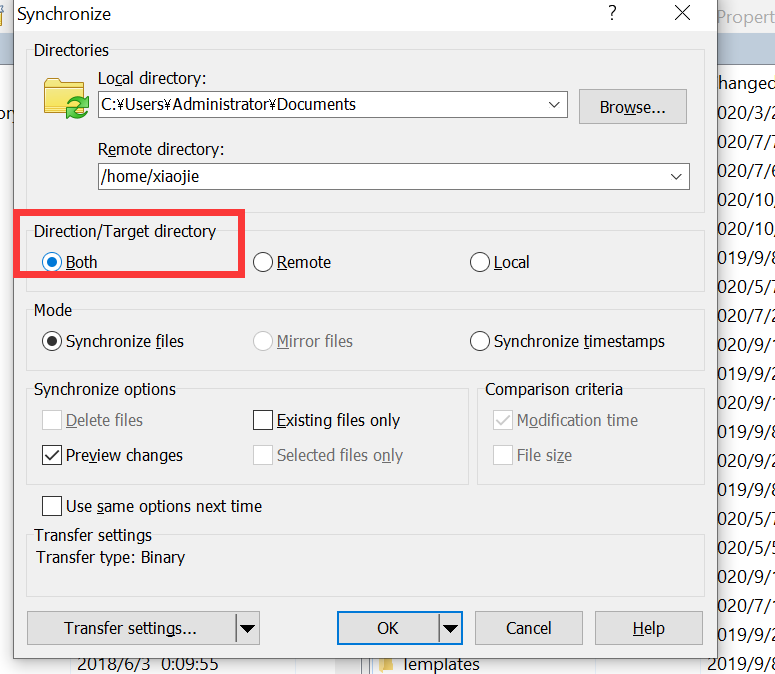 Synchronize
?
Propert
Directories
Local directory:
C:¥Users¥Administrator¥Documents
Browse...
Remote directory:
/home/xiaojie
Direction/Target directory
Both
Remote
Local
Mode
Synchronize files
Mirror files
Synchronize timestamps
Synchronize options
Delete files
Existing files only
Preview changes
Selected files only
Comparison criteria
Modification time
File size
Use same options next time
Transfer settings
Transfer type: Binary
Transfer settings...
OK
Cancel
Help
hanged
020/3/2
020/7/7
020/7/6
020/10/
020/10/
019/9/8
020/5/7
020/7/2
020/9/1
019/9/2
020/9/1
019/9/8
020/9/2
019/9/8
020/5/7
020/5/5
020/9/1
020/7/1
019/9/2
2018/6/3 0:09:55
Templates
2019/9/8